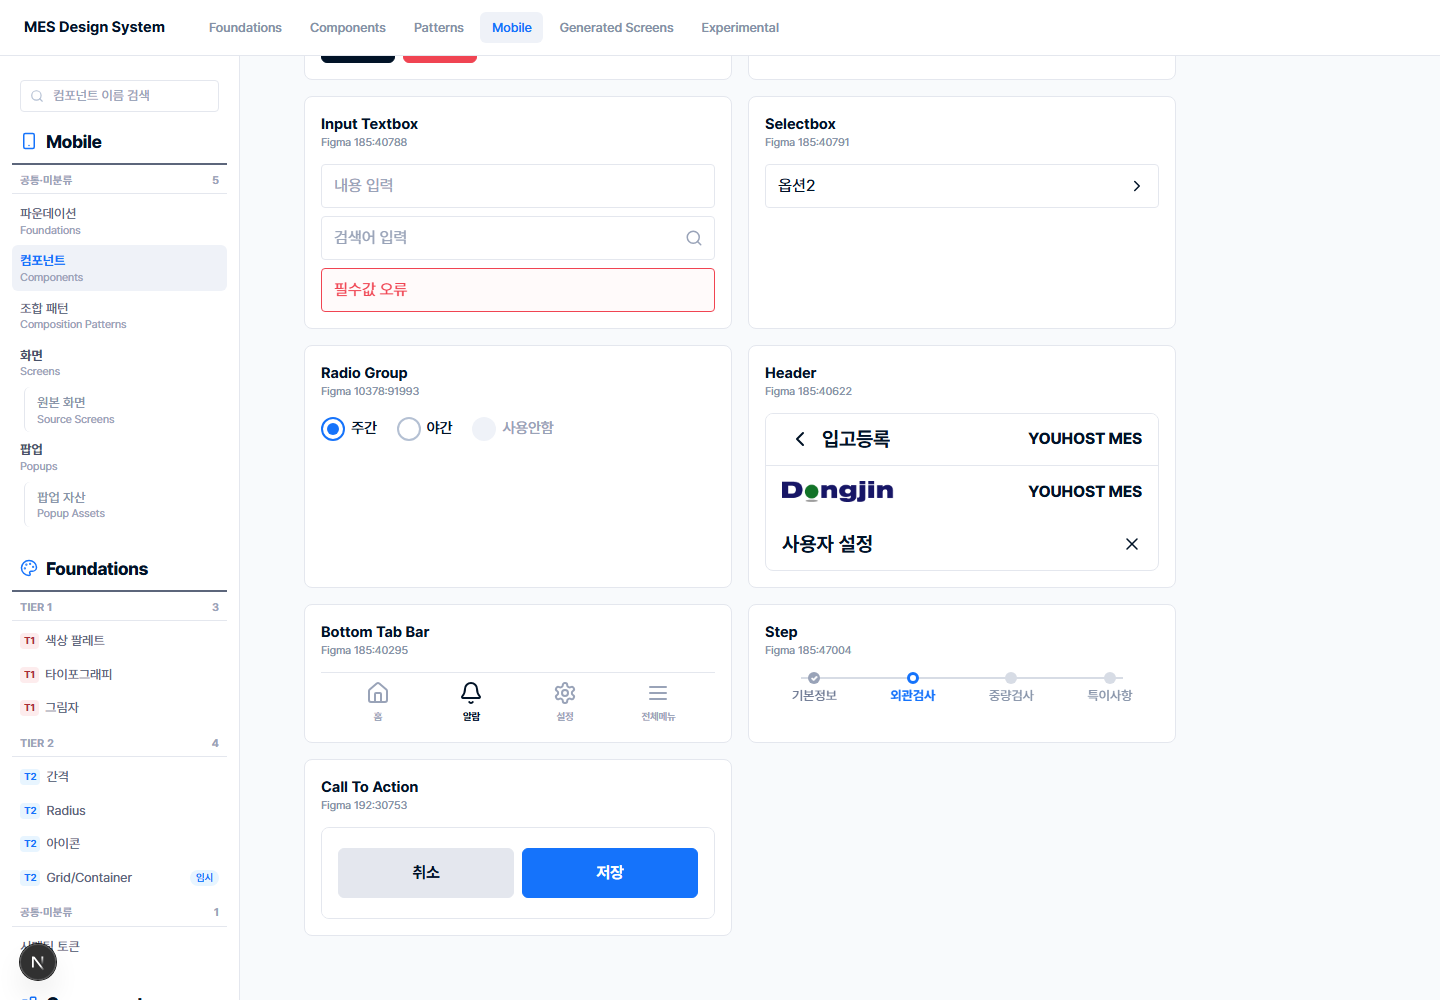 MES Design System
Foundations
Components
Patterns
Mobile
Generated Screens
Experimental
컴포넌트 이름 검색
Mobile
공통·미분류 5
파운데이션
Foundations
컴포넌트
Components
조합 패턴
Composition Patterns
화면
Screens
원본 화면
Source Screens
팝업
Popups
팝업 자산
Popup Assets
Foundations
TIER 1 3
T1 색상 팔레트
T1 타이포그래피
T1 그림자
TIER 2 4
T2 간격
T2 Radius
T2 아이콘
T2 Grid/Container 임시
공통·미분류 1
토큰
N
Input Textbox
Figma 185:40788
내용 입력
검색어 입력
필수값 오류
Selectbox
Figma 185:40791
옵션2
Radio Group
Figma 10378:91993
주간 야간 사용안함
Header
Figma 185:40622
입고등록 YOUHOST MES
Dongjin YOUHOST MES
사용자 설정
Bottom Tab Bar
Figma 185:40295
홈 알람 설정 전체메뉴
Step
Figma 185:47004
기본정보 외관검사 중량검사 특이사항
Call To Action
Figma 192:30753
취소 저장